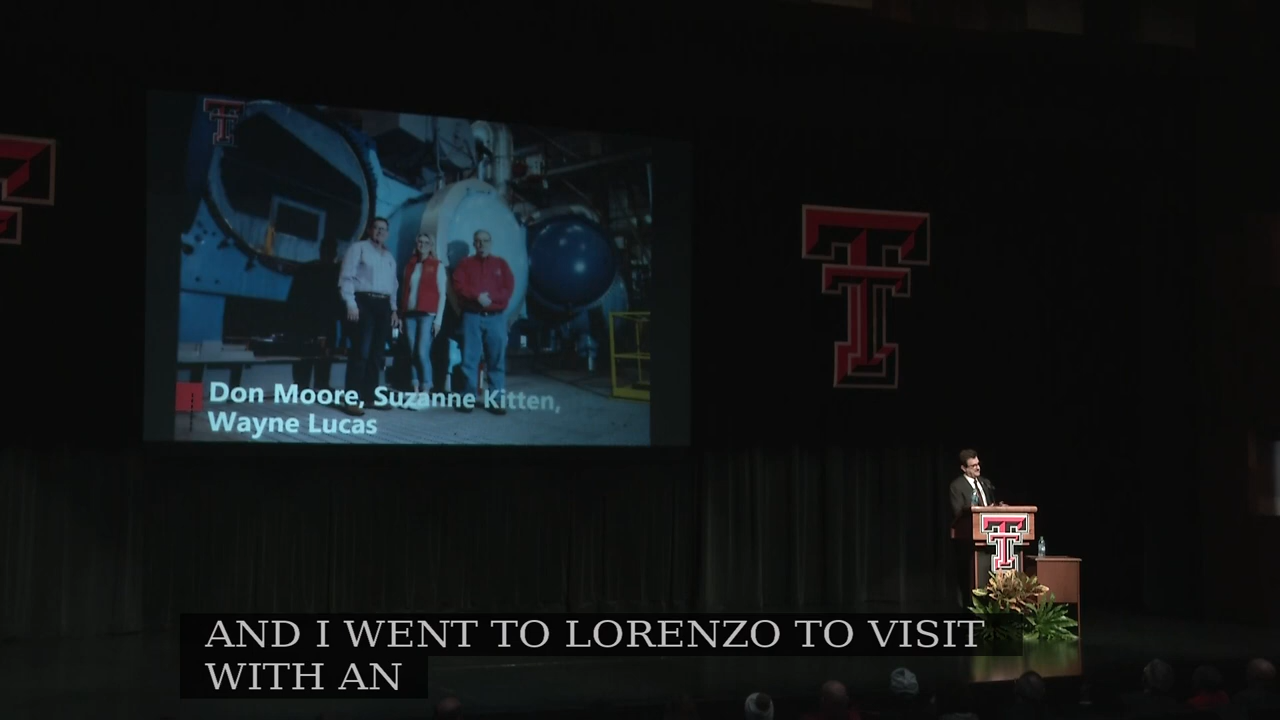 Don Moore, Suzanne Kitten,
Wayne Lucas
AND I WENT TO LORENZO TO VISIT
WITH AN